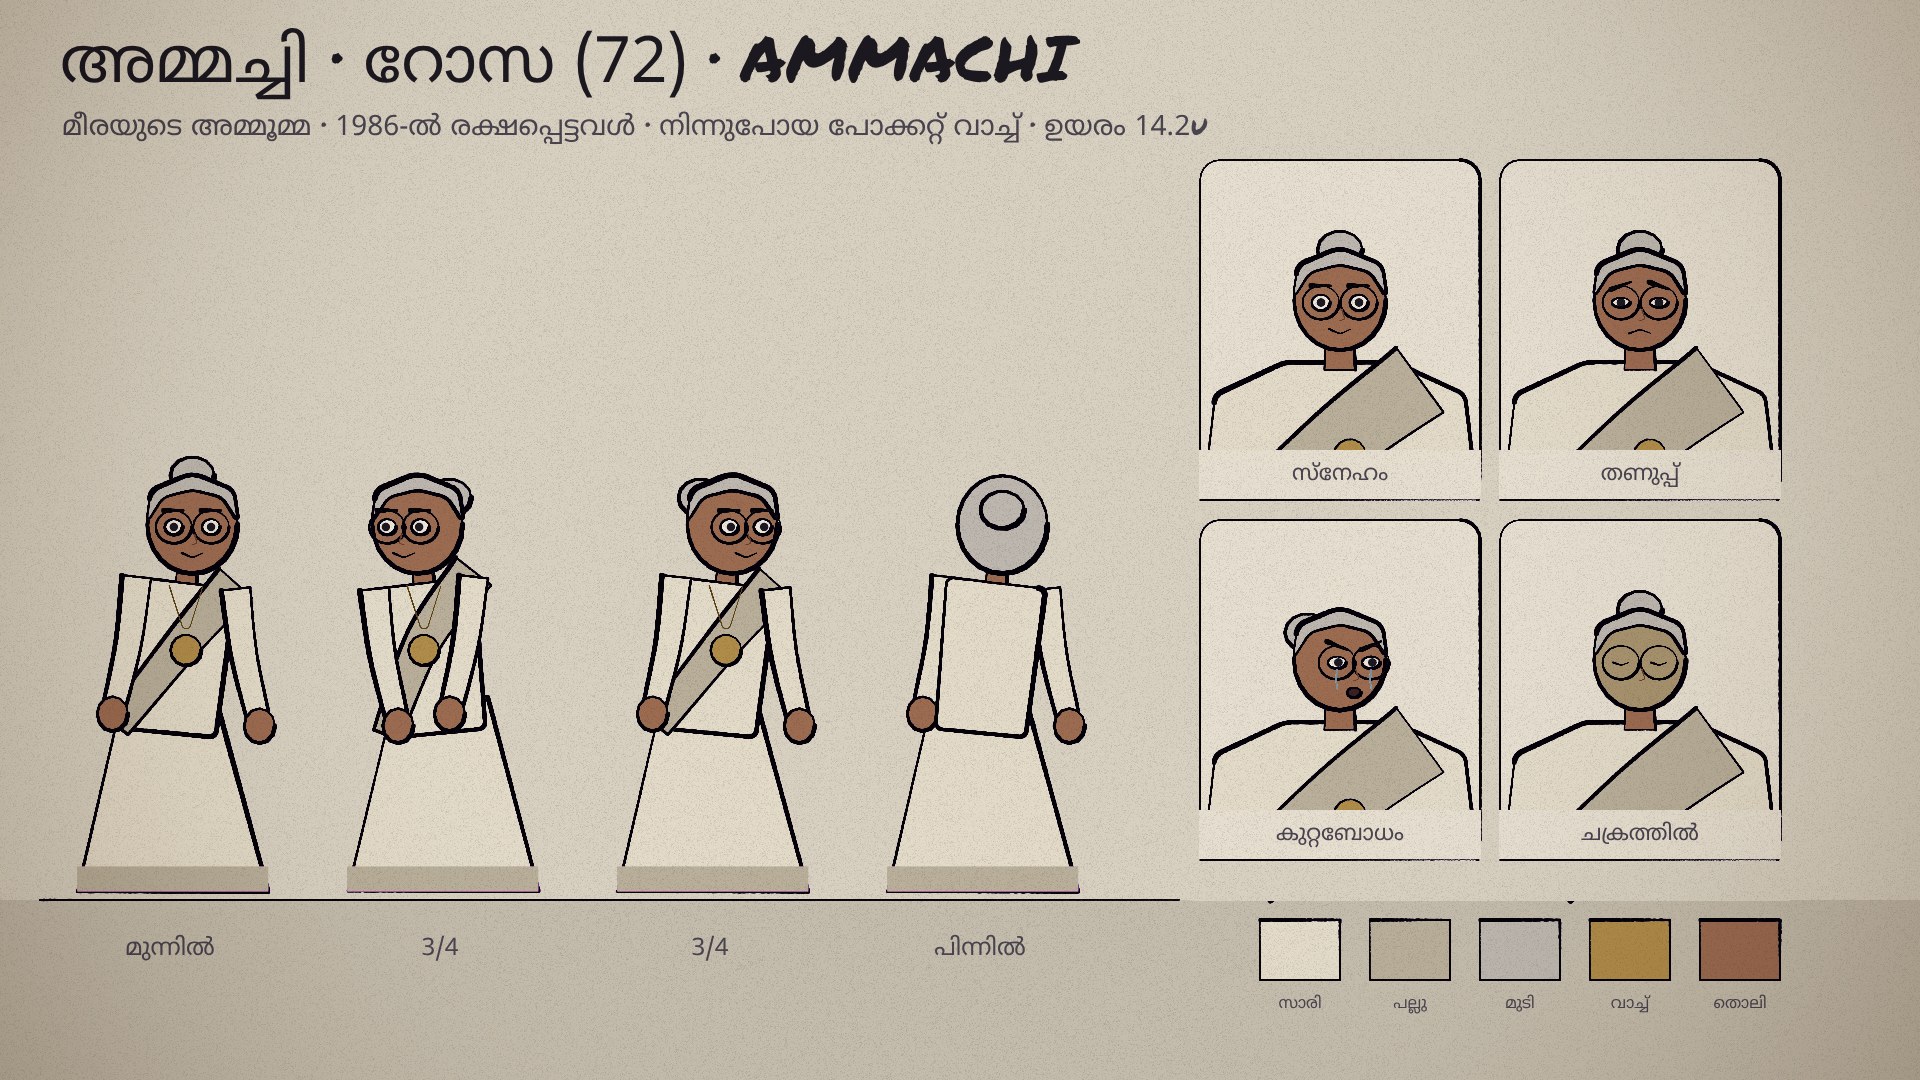 അമ്മച്ചി · റോസ (72) · AMMACHI
മീരയുടെ അമ്മൂമ്മ · 1986-ൽ രക്ഷപ്പെട്ടവൾ · നിന്നുപോയ പോക്കറ്റ് വാച്ച് · ഉയരം 14.2υ
സ്നേഹം
തണുപ്പ്
കുറ്റബോധം
ചക്രത്തിൽ
മുന്നിൽ
3/4
3/4
പിന്നിൽ
സാരി
പല്ലു
മുടി
വാച്ച്
തൊലി